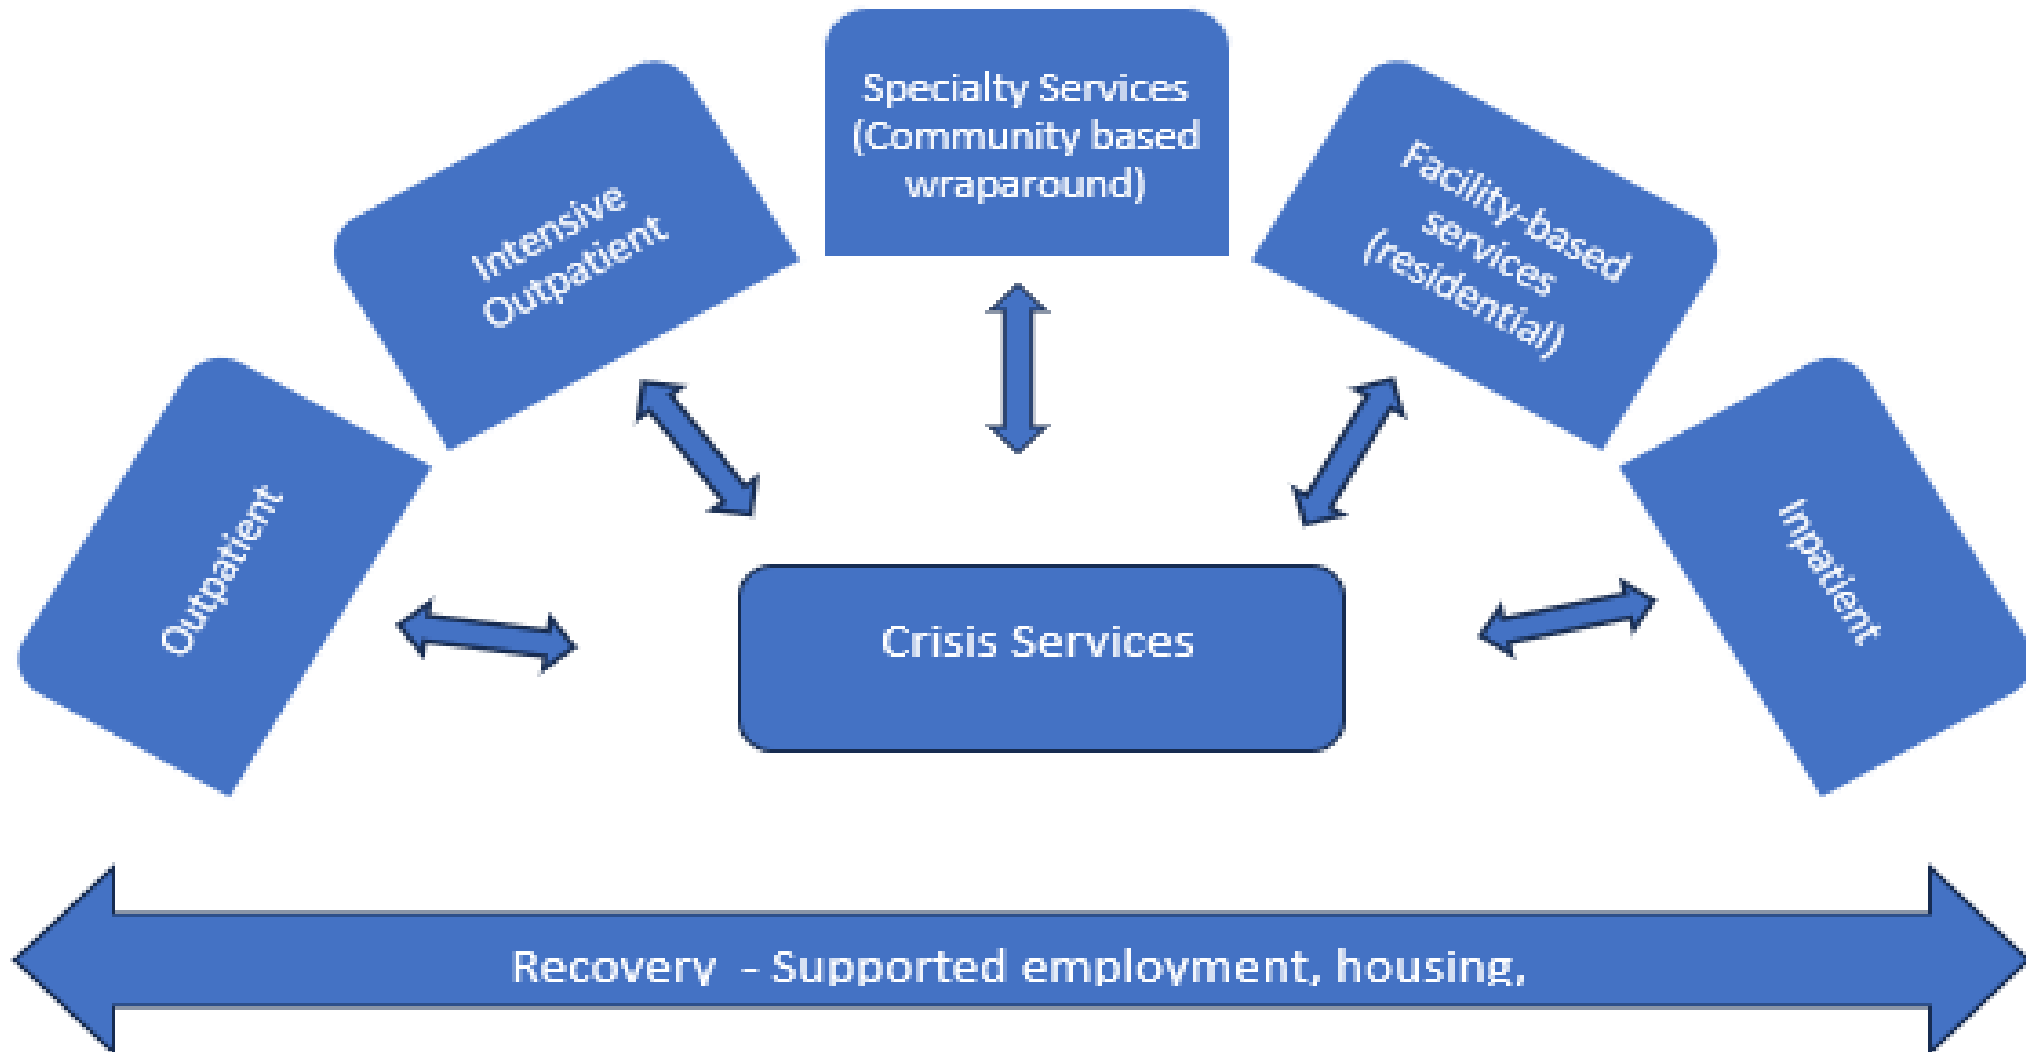 Specialty Services
(Community based
wraparound)
Intensive
Outpatient
Facility-based
services
(residential)
Outpatient
Inpatient
Crisis Services
Recovery - Supported employment, housing,